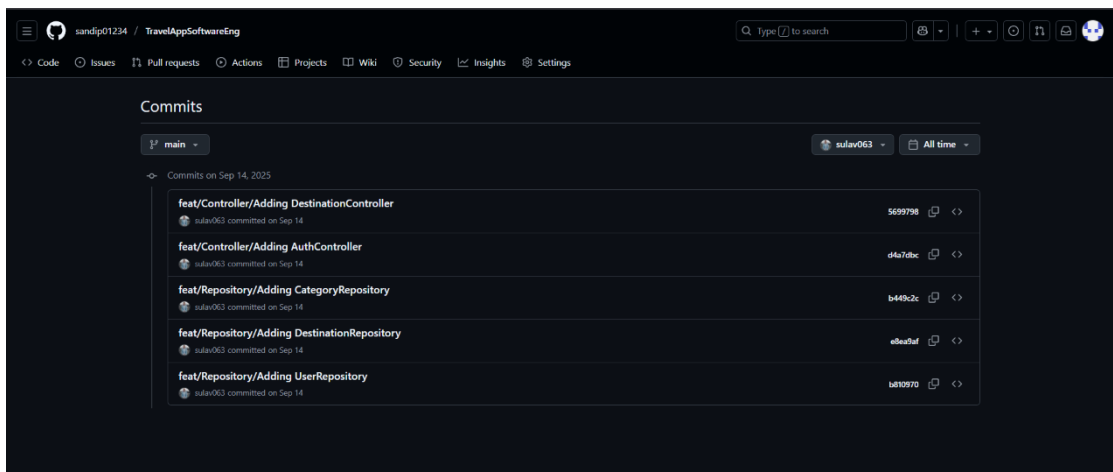 sandip01234 / TravelAppSoftwareEng
Type / to search
Code Issues Pull requests Actions Projects Wiki Security Insights Settings
Commits
main sulav063 All time
Commits on Sep 14, 2025
feat/Controller/Adding DestinationController
sulav063 committed on Sep 14
5699798
feat/Controller/Adding AuthController
sulav063 committed on Sep 14
d4a7dbc
feat/Repository/Adding CategoryRepository
sulav063 committed on Sep 14
b449c2c
feat/Repository/Adding DestinationRepository
sulav063 committed on Sep 14
e8ea9af
feat/Repository/Adding UserRepository
sulav063 committed on Sep 14
b810970